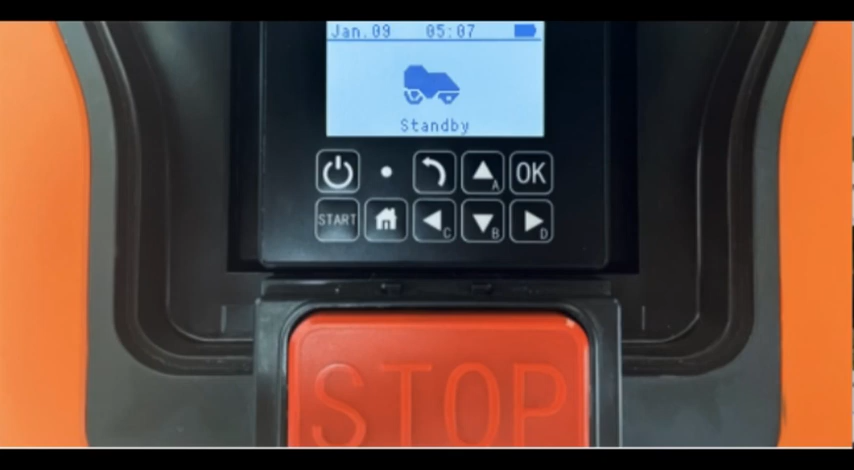 Jan.09 05:07
Standby
A OK
START C B D
STOP